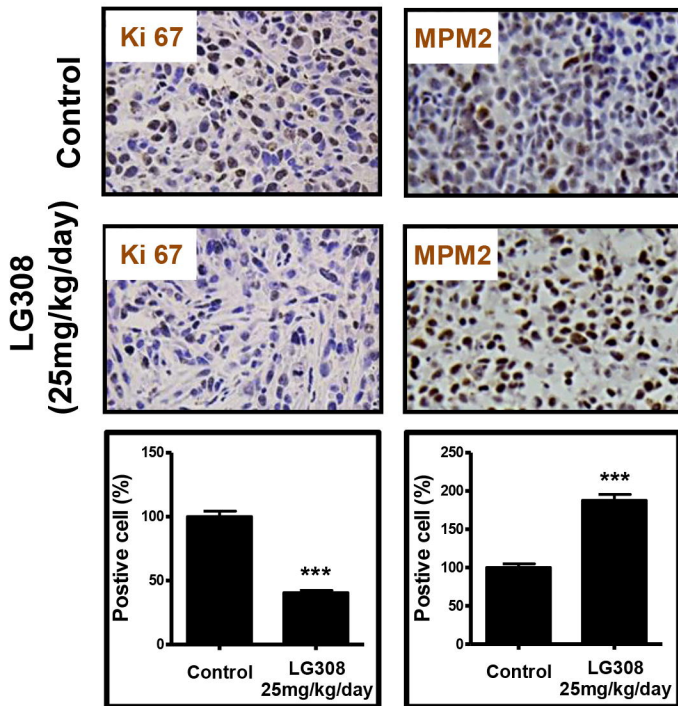 Control
Ki 67
MPM2
LG308
(25mg/kg/day)
Ki 67
MPM2
Postive cell (%)
150
100
50
0
***
Control
LG308
25mg/kg/day
Postive cell (%)
250
200
150
100
50
0
***
Control
LG308
25mg/kg/day